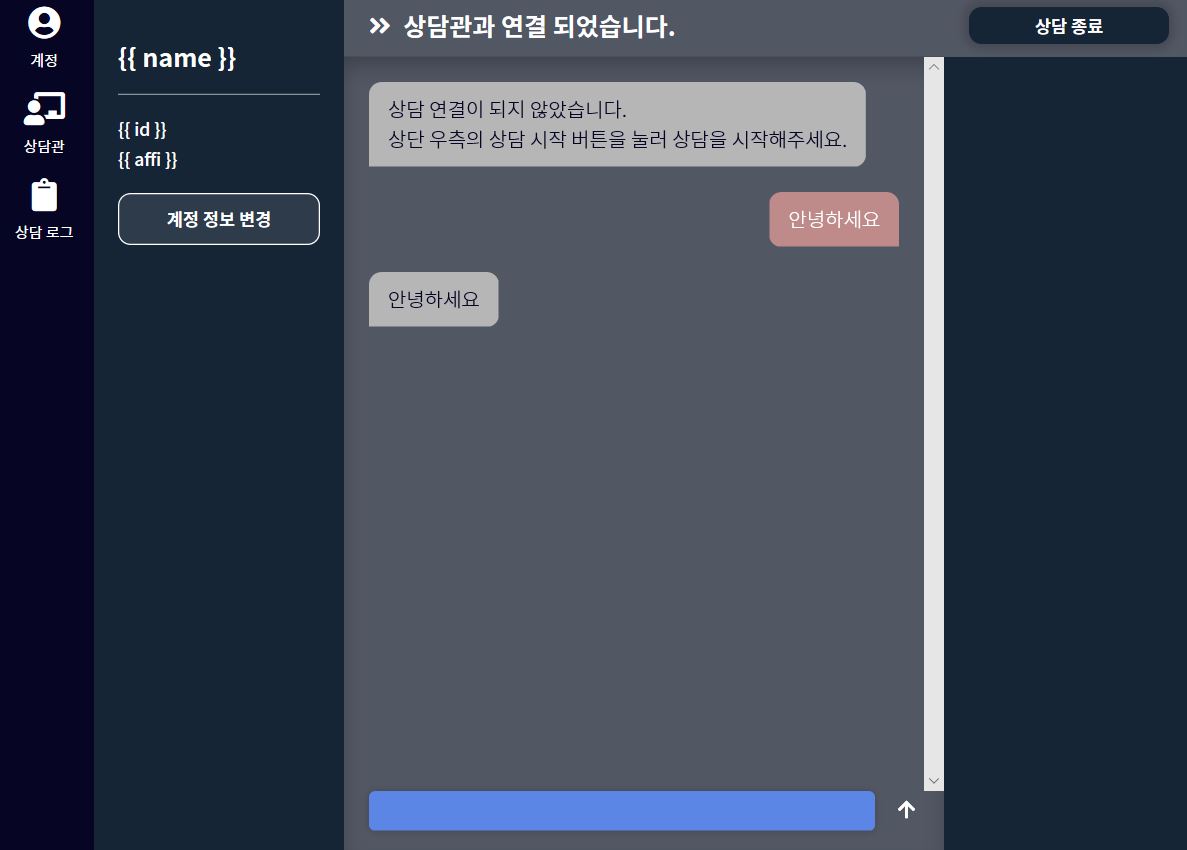 계정
상담관
상담 로그
{{ name }}
{{ id }}
{{ affi }}
계정 정보 변경
상담관과 연결 되었습니다.
상담 종료
상담 연결이 되지 않았습니다.
상단 우측의 상담 시작 버튼을 눌러 상담을 시작해주세요.
안녕하세요
안녕하세요